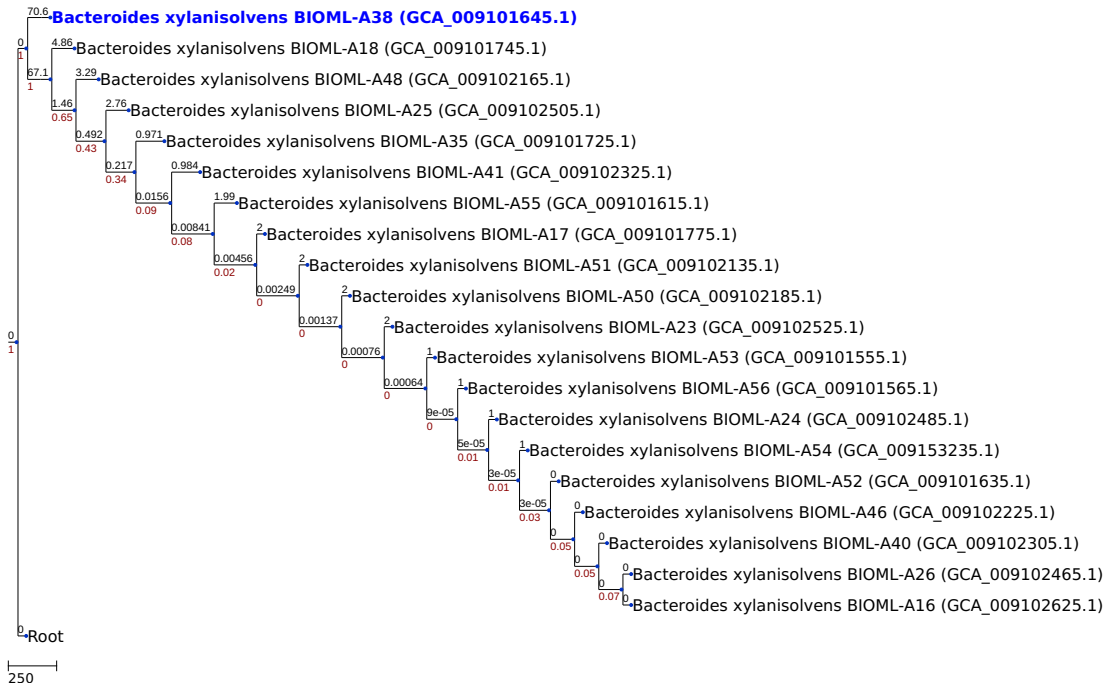 70.6 Bacteroides xylanisolvens BIOML-A38 (GCA_009101645.1)
0 4.86 Bacteroides xylanisolvens BIOML-A18 (GCA_009101745.1)
1
67.1 3.29 Bacteroides xylanisolvens BIOML-A48 (GCA_009102165.1)
1
1.46 2.76 Bacteroides xylanisolvens BIOML-A25 (GCA_009102505.1)
0.65
0.492 0.971 Bacteroides xylanisolvens BIOML-A35 (GCA_009101725.1)
0.43
0.217 0.984 Bacteroides xylanisolvens BIOML-A41 (GCA_009102325.1)
0.34
0.0156 1.99 Bacteroides xylanisolvens BIOML-A55 (GCA_009101615.1)
0.09
0.00841 2 Bacteroides xylanisolvens BIOML-A17 (GCA_009101775.1)
0.08
0.00456 2 Bacteroides xylanisolvens BIOML-A51 (GCA_009102135.1)
0.02
0.00249 2 Bacteroides xylanisolvens BIOML-A50 (GCA_009102185.1)
0
0.00137 2 Bacteroides xylanisolvens BIOML-A23 (GCA_009102525.1)
0
0
1
0.00076 1 Bacteroides xylanisolvens BIOML-A53 (GCA_009101555.1)
0
0.00064 1 Bacteroides xylanisolvens BIOML-A56 (GCA_009101565.1)
0
9e-05 1 Bacteroides xylanisolvens BIOML-A24 (GCA_009102485.1)
0
5e-05 1 Bacteroides xylanisolvens BIOML-A54 (GCA_009153235.1)
0.01
3e-05 0 Bacteroides xylanisolvens BIOML-A52 (GCA_009101635.1)
0.01
3e-05 0 Bacteroides xylanisolvens BIOML-A46 (GCA_009102225.1)
0.03
0 0 Bacteroides xylanisolvens BIOML-A40 (GCA_009102305.1)
0.05
0 0 Bacteroides xylanisolvens BIOML-A26 (GCA_009102465.1)
0.05
0 0 Bacteroides xylanisolvens BIOML-A16 (GCA_009102625.1)
0.07
0 Root
250